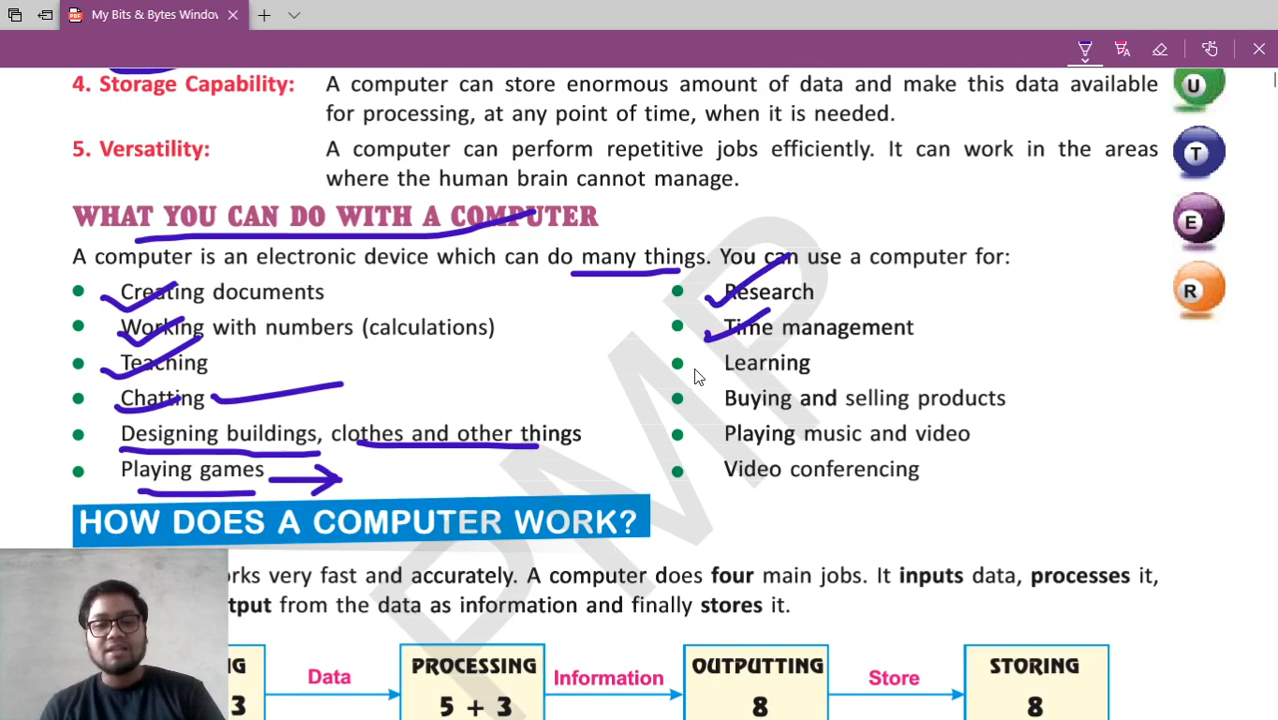 My Bits & Bytes Window
4. Storage Capability: A computer can store enormous amount of data and make this data available
for processing, at any point of time, when it is needed.
5. Versatility: A computer can perform repetitive jobs efficiently. It can work in the areas
where the human brain cannot manage.
WHAT YOU CAN DO WITH A COMPUTER
A computer is an electronic device which can do many things. You can use a computer for:
Creating documents
Working with numbers (calculations)
Teaching
Chatting
Designing buildings, clothes and other things
Playing games
Research
Time management
Learning
Buying and selling products
Playing music and video
Video conferencing
HOW DOES A COMPUTER WORK?
very fast and accurately. A computer does four main jobs. It inputs data, processes it,
from the data as information and finally stores it.
3
Data
PROCESSING
5 + 3
Information
OUTPUTTING
8
Store
STORING
8
U
T
E
R
PMP